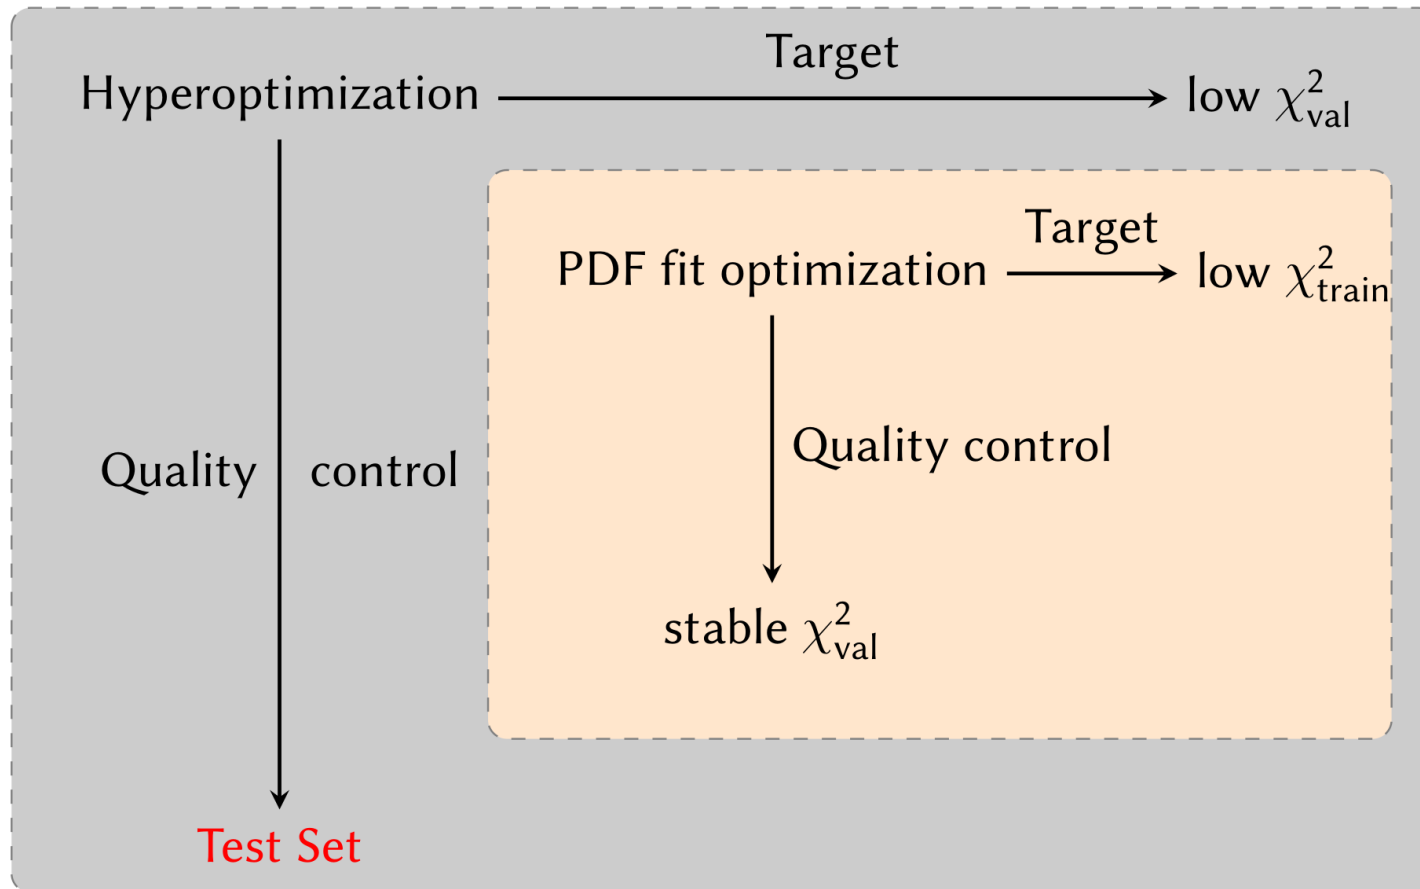 Target
Hyperoptimization
low χ²val
Target
PDF fit optimization
low χ²train
Quality control
Quality control
stable χ²val
Test Set